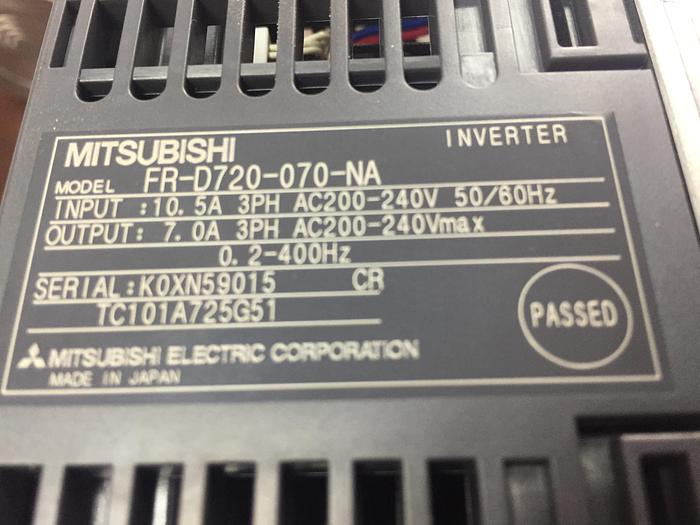 MITSUBISHI INVERTER
MODEL FR-D720-070-NA
INPUT :10.5A 3PH AC200-240V 50/60Hz
OUTPUT: 7.0A 3PH AC200-240Vmax
0.2-400Hz
SERIAL:K0XN59015 CR
TC101A725G51
PASSED
MITSUBISHI ELECTRIC CORPORATION
MADE IN JAPAN